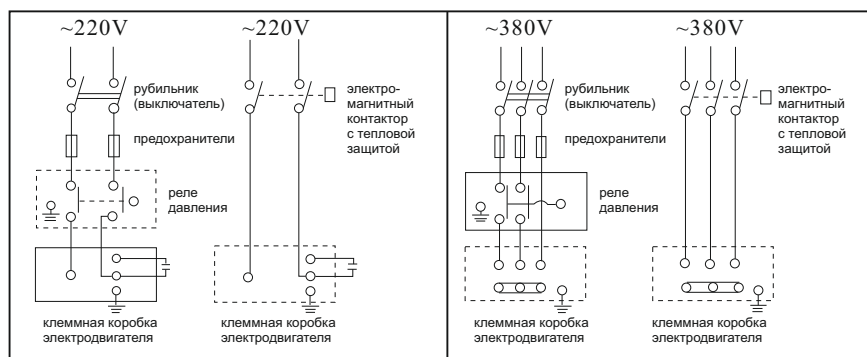 ~220V
~220V
рубильник
(выключатель)
предохранители
электро-
магнитный
контактор
с тепловой
защитой
реле
давления
клеммная коробка
электродвигателя
клеммная коробка
электродвигателя
~380V
~380V
рубильник
(выключатель)
предохранители
электро-
магнитный
контактор
с тепловой
защитой
реле
давления
клеммная коробка
электродвигателя
клеммная коробка
электродвигателя